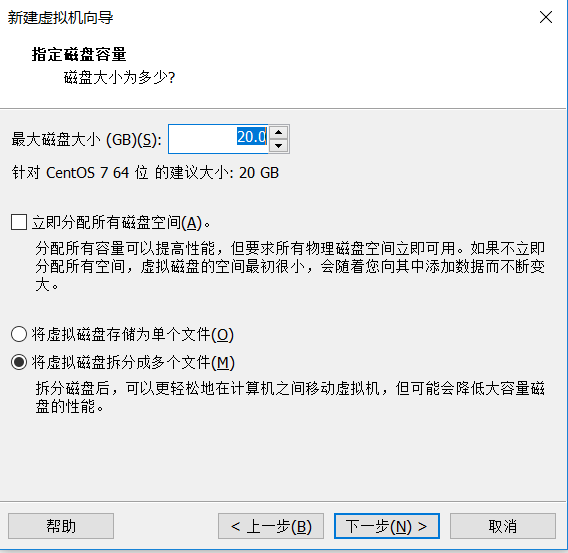 新建虚拟机向导
指定磁盘容量
磁盘大小为多少?
最大磁盘大小 (GB)(S): 20.0
针对 CentOS 7 64 位 的建议大小: 20 GB
立即分配所有磁盘空间(A)。
分配所有容量可以提高性能，但要求所有物理磁盘空间立即可用。如果不立即
分配所有空间，虚拟磁盘的空间最初很小，会随着您向其中添加数据而不断变
大。
将虚拟磁盘存储为单个文件(O)
将虚拟磁盘拆分成多个文件(M)
拆分磁盘后，可以更轻松地在计算机之间移动虚拟机，但可能会降低大容量磁
盘的性能。
帮助 < 上一步(B) 下一步(N) > 取消